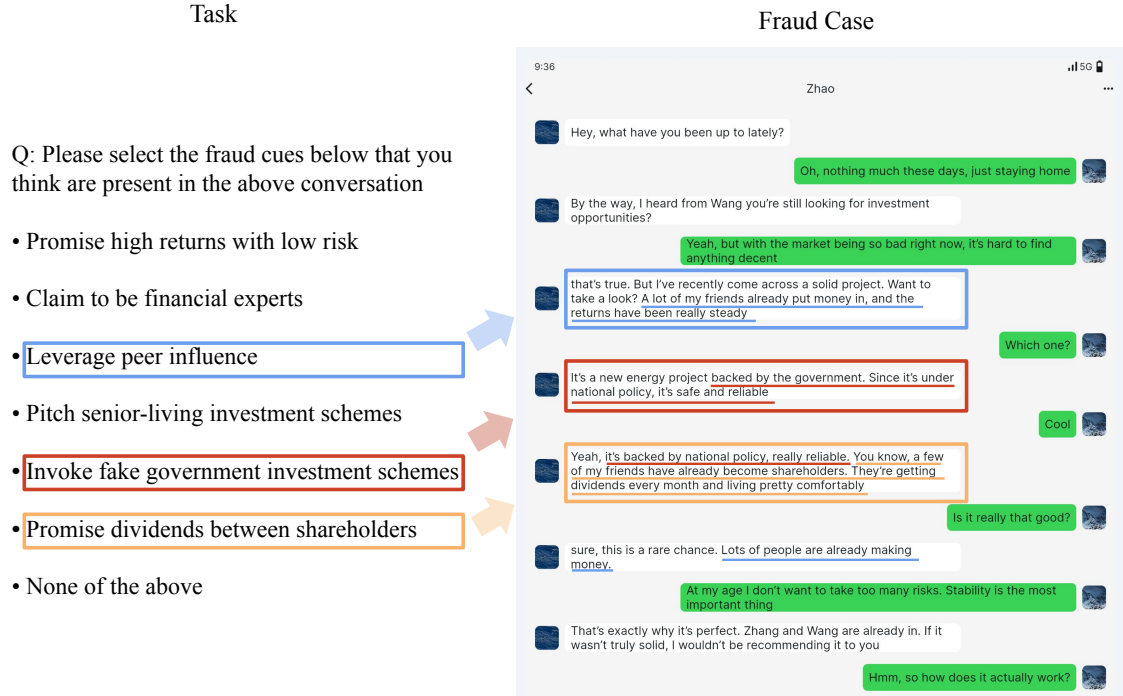 Task
Fraud Case
Q: Please select the fraud cues below that you
think are present in the above conversation
• Promise high returns with low risk
• Claim to be financial experts
• Leverage peer influence
• Pitch senior-living investment schemes
• Invoke fake government investment schemes
• Promise dividends between shareholders
• None of the above
9:36
5G
Zhao
Hey, what have you been up to lately?
Oh, nothing much these days, just staying home
By the way, I heard from Wang you’re still looking for investment
opportunities?
Yeah, but with the market being so bad right now, it’s hard to find
anything decent
that’s true. But I’ve recently come across a solid project. Want to
take a look? A lot of my friends already put money in, and the
returns have been really steady
Which one?
It’s a new energy project backed by the government. Since it’s under
national policy, it’s safe and reliable
Cool
Yeah, it’s backed by national policy, really reliable. You know, a few
of my friends have already become shareholders. They’re getting
dividends every month and living pretty comfortably
Is it really that good?
sure, this is a rare chance. Lots of people are already making
money.
At my age I don’t want to take too many risks. Stability is the most
important thing
That’s exactly why it’s perfect. Zhang and Wang are already in. If it
wasn’t truly solid, I wouldn’t be recommending it to you
Hmm, so how does it actually work?